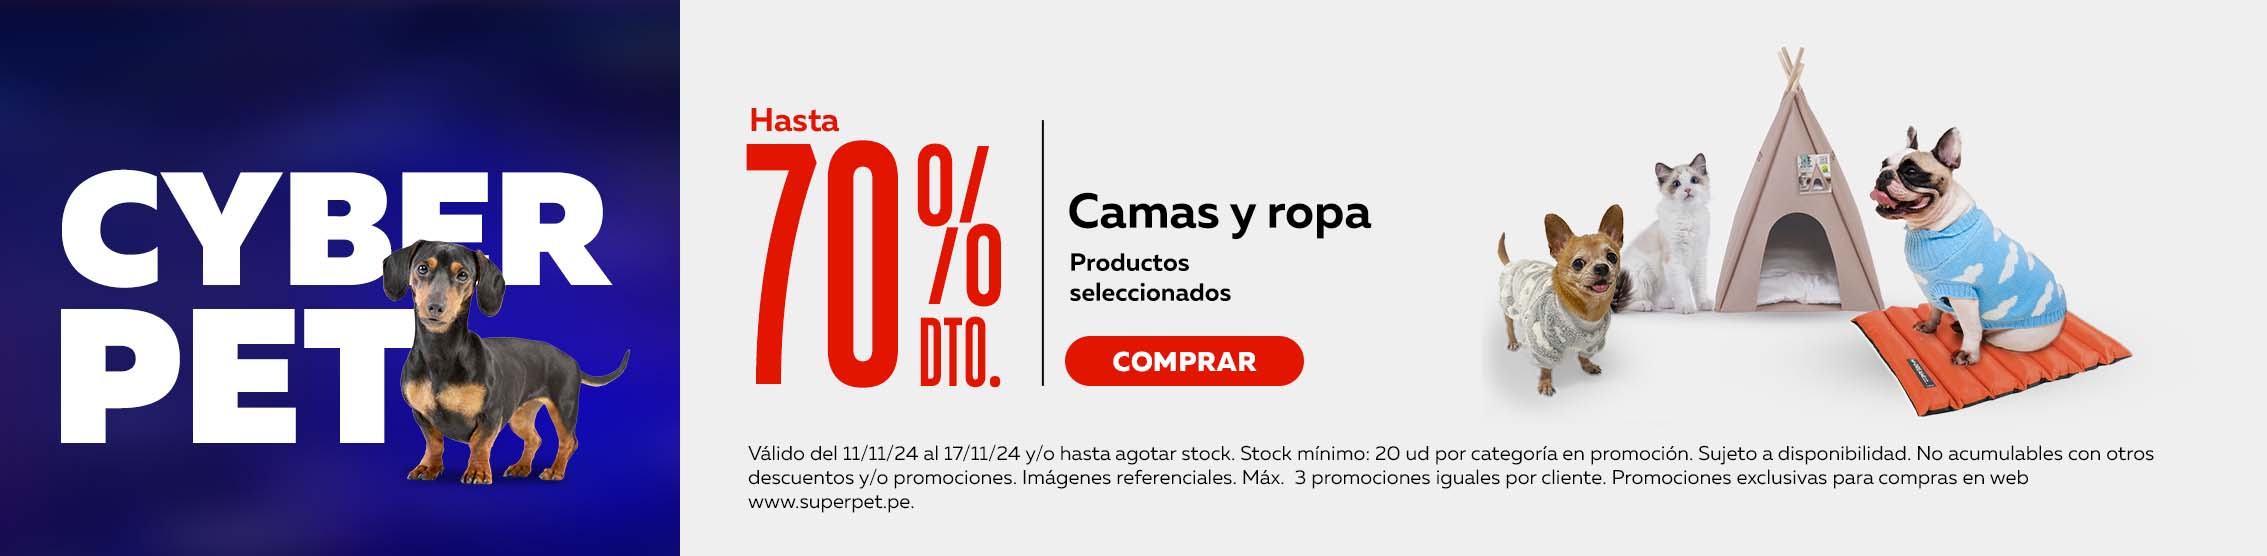 CYBER
PET
Hasta
70%
DTO.
Camas y ropa
Productos
seleccionados
COMPRAR
Válido del 11/11/24 al 17/11/24 y/o hasta agotar stock. Stock mínimo: 20 ud por categoría en promoción. Sujeto a disponibilidad. No acumulables con otros
descuentos y/o promociones. Imágenes referenciales. Máx.  3 promociones iguales por cliente. Promociones exclusivas para compras en web
www.superpet.pe.